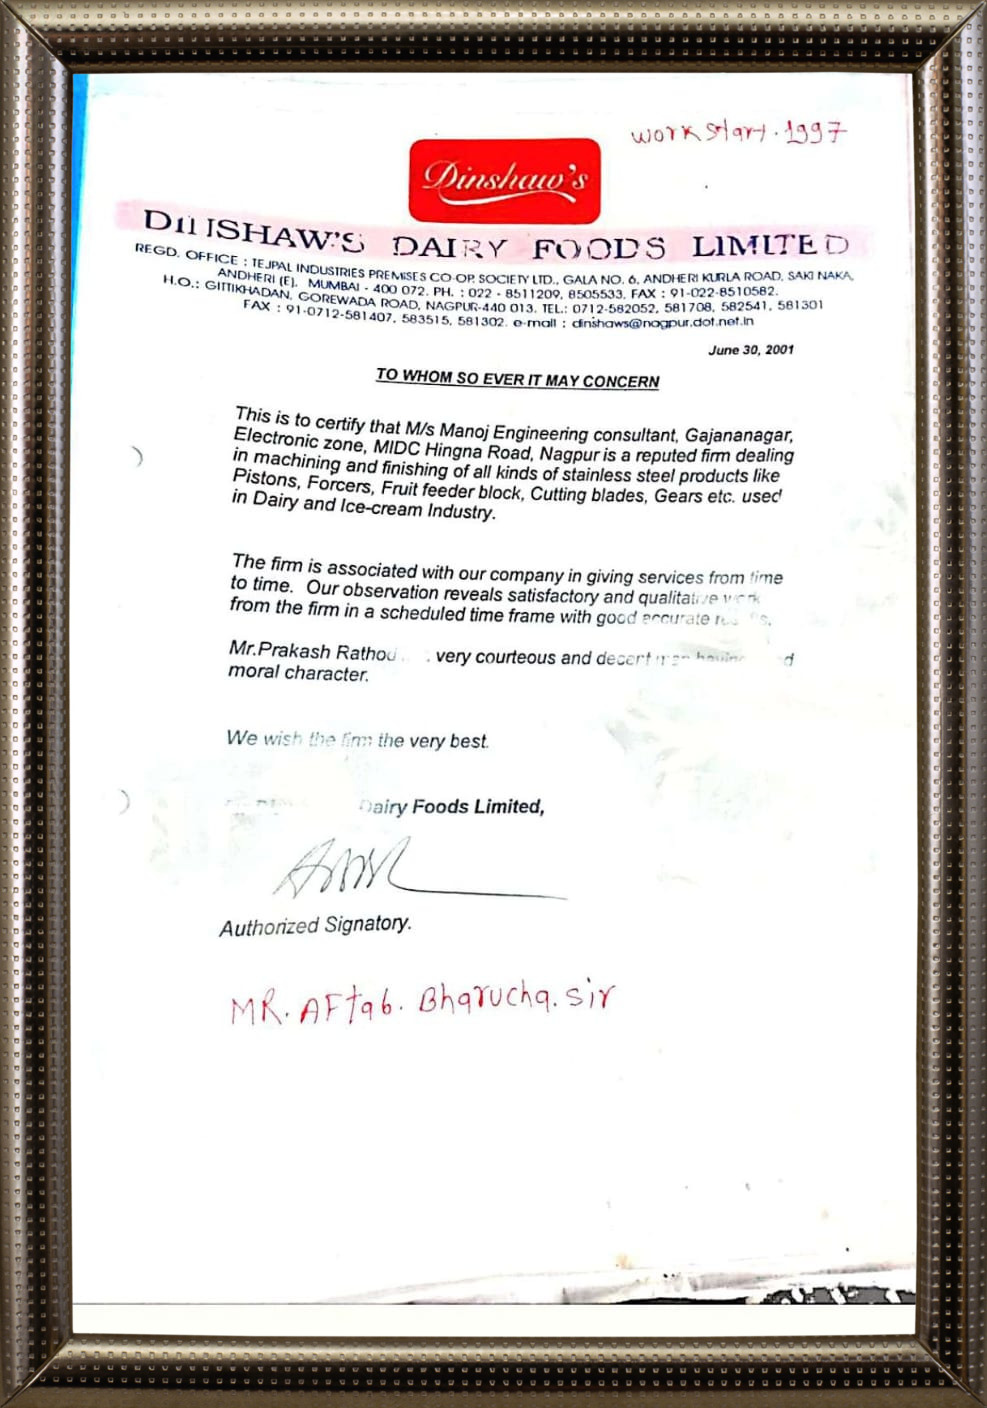 work start. 1997
Dinshaw's
DINSHAW'S DAIRY FOODS LIMITED
REGD. OFFICE : TEJPAL INDUSTRIES PREMISES CO-OP. SOCIETY LTD., GALA NO. 6, ANDHERI KURLA ROAD, SAKI NAKA,
ANDHERI (E), MUMBAI - 400 072. PH. : 022 - 8511209, 8505533, FAX : 91-022-8510582.
H.O.: GITTIKHADAN, GOREWADA ROAD, NAGPUR-440 013. TEL.: 0712-582052, 581708, 582541, 581301
FAX : 91-0712-581407, 583515, 581302. e-mail : dinshaws@nagpur.dot.net.in
June 30, 2001
TO WHOM SO EVER IT MAY CONCERN
This is to certify that M/s Manoj Engineering consultant, Gajananagar,
Electronic zone, MIDC Hingna Road, Nagpur is a reputed firm dealing
in machining and finishing of all kinds of stainless steel products like
Pistons, Forcers, Fruit feeder block, Cutting blades, Gears etc. used
in Dairy and Ice-cream Industry.
The firm is associated with our company in giving services from time
to time. Our observation reveals satisfactory and qualitative work
from the firm in a scheduled time frame with good accurate
Mr.Prakash very courteous and decent man having
moral character.
We wish the firm the very best.
Dairy Foods Limited,
Authorized Signatory.
MR. AFtab. Bharucha. sir